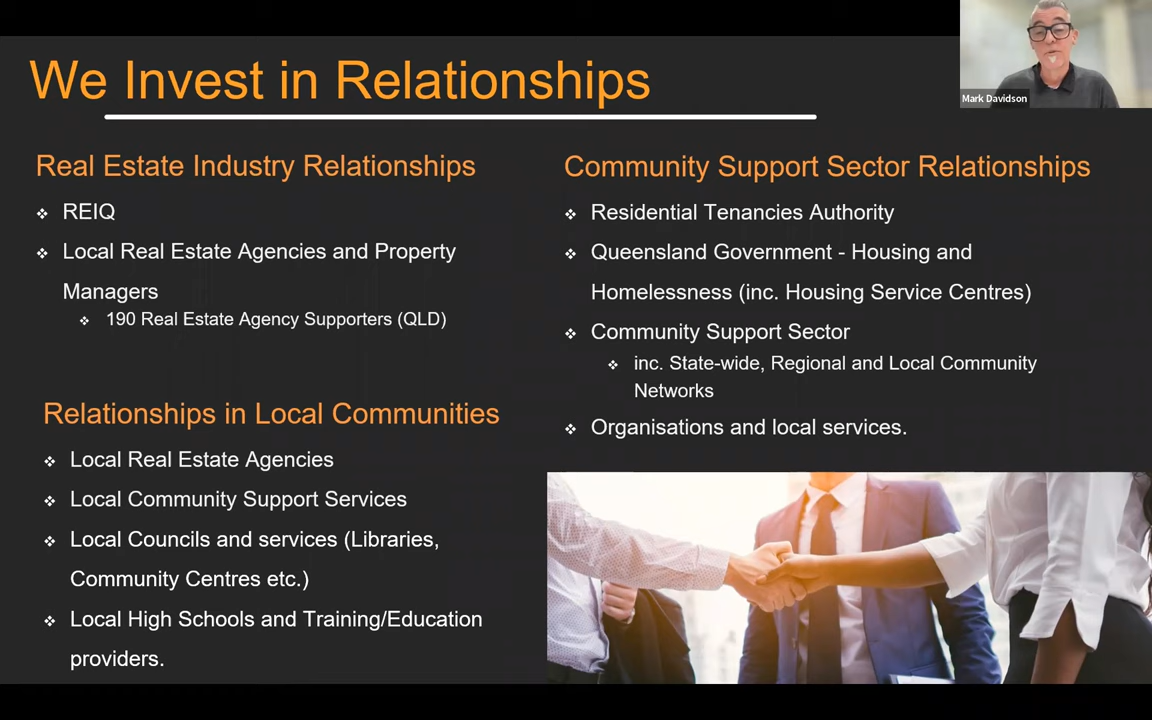 We Invest in Relationships
Mark Davidson
Real Estate Industry Relationships
❖ REIQ
❖ Local Real Estate Agencies and Property
Managers
❖ 190 Real Estate Agency Supporters (QLD)
Relationships in Local Communities
❖ Local Real Estate Agencies
❖ Local Community Support Services
❖ Local Councils and services (Libraries,
Community Centres etc.)
❖ Local High Schools and Training/Education
providers.
Community Support Sector Relationships
❖ Residential Tenancies Authority
❖ Queensland Government - Housing and
Homelessness (inc. Housing Service Centres)
❖ Community Support Sector
❖ inc. State-wide, Regional and Local Community
Networks
❖ Organisations and local services.